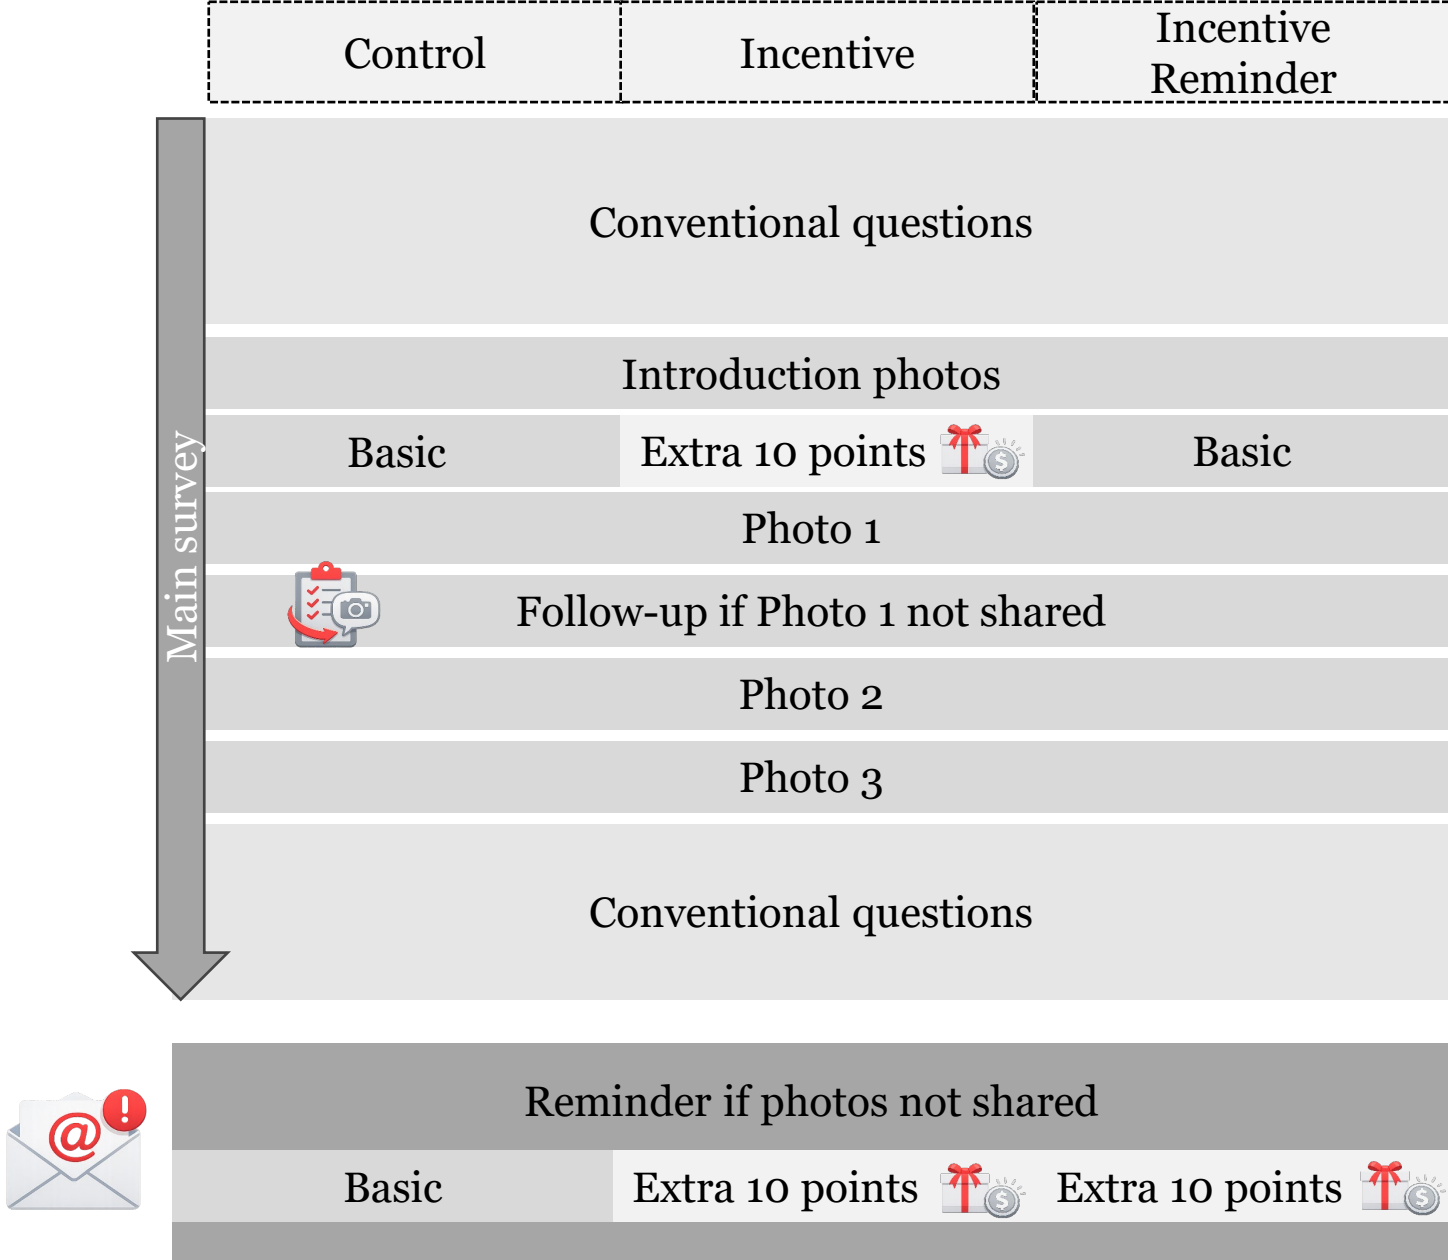 Control
Incentive
Incentive
Reminder
Main survey
Conventional questions
Introduction photos
Basic
Extra 10 points
$
Basic
Photo 1
Follow-up if Photo 1 not shared
Photo 2
Photo 3
Conventional questions
@
!
Reminder if photos not shared
Basic
Extra 10 points
$
Extra 10 points
$